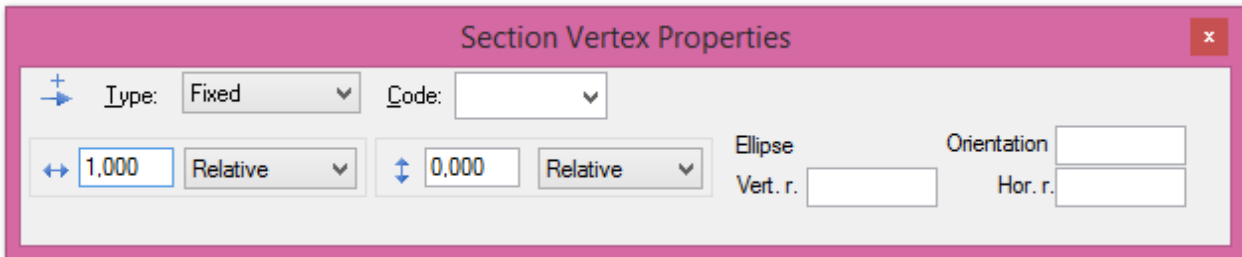 Section Vertex Properties
x
Type: Fixed Code:
1,000 Relative 0,000 Relative Ellipse Orientation
Vert. r. Hor. r.